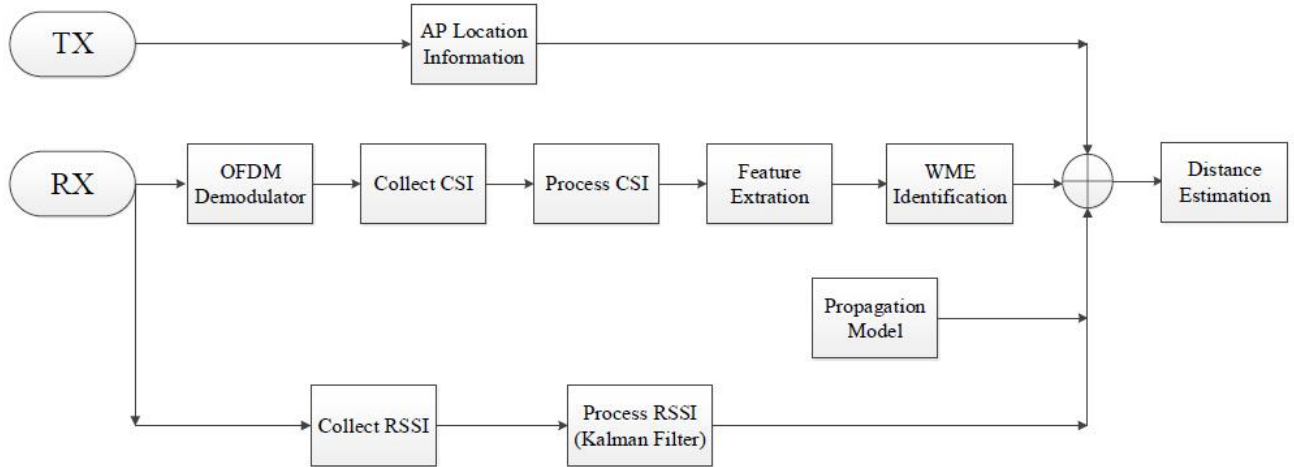 TX
AP Location
Information
RX
OFDM
Demodulator
Collect CSI
Process CSI
Feature
Extration
WME
Identification
Distance
Estimation
Propagation
Model
Collect RSSI
Process RSSI
(Kalman Filter)